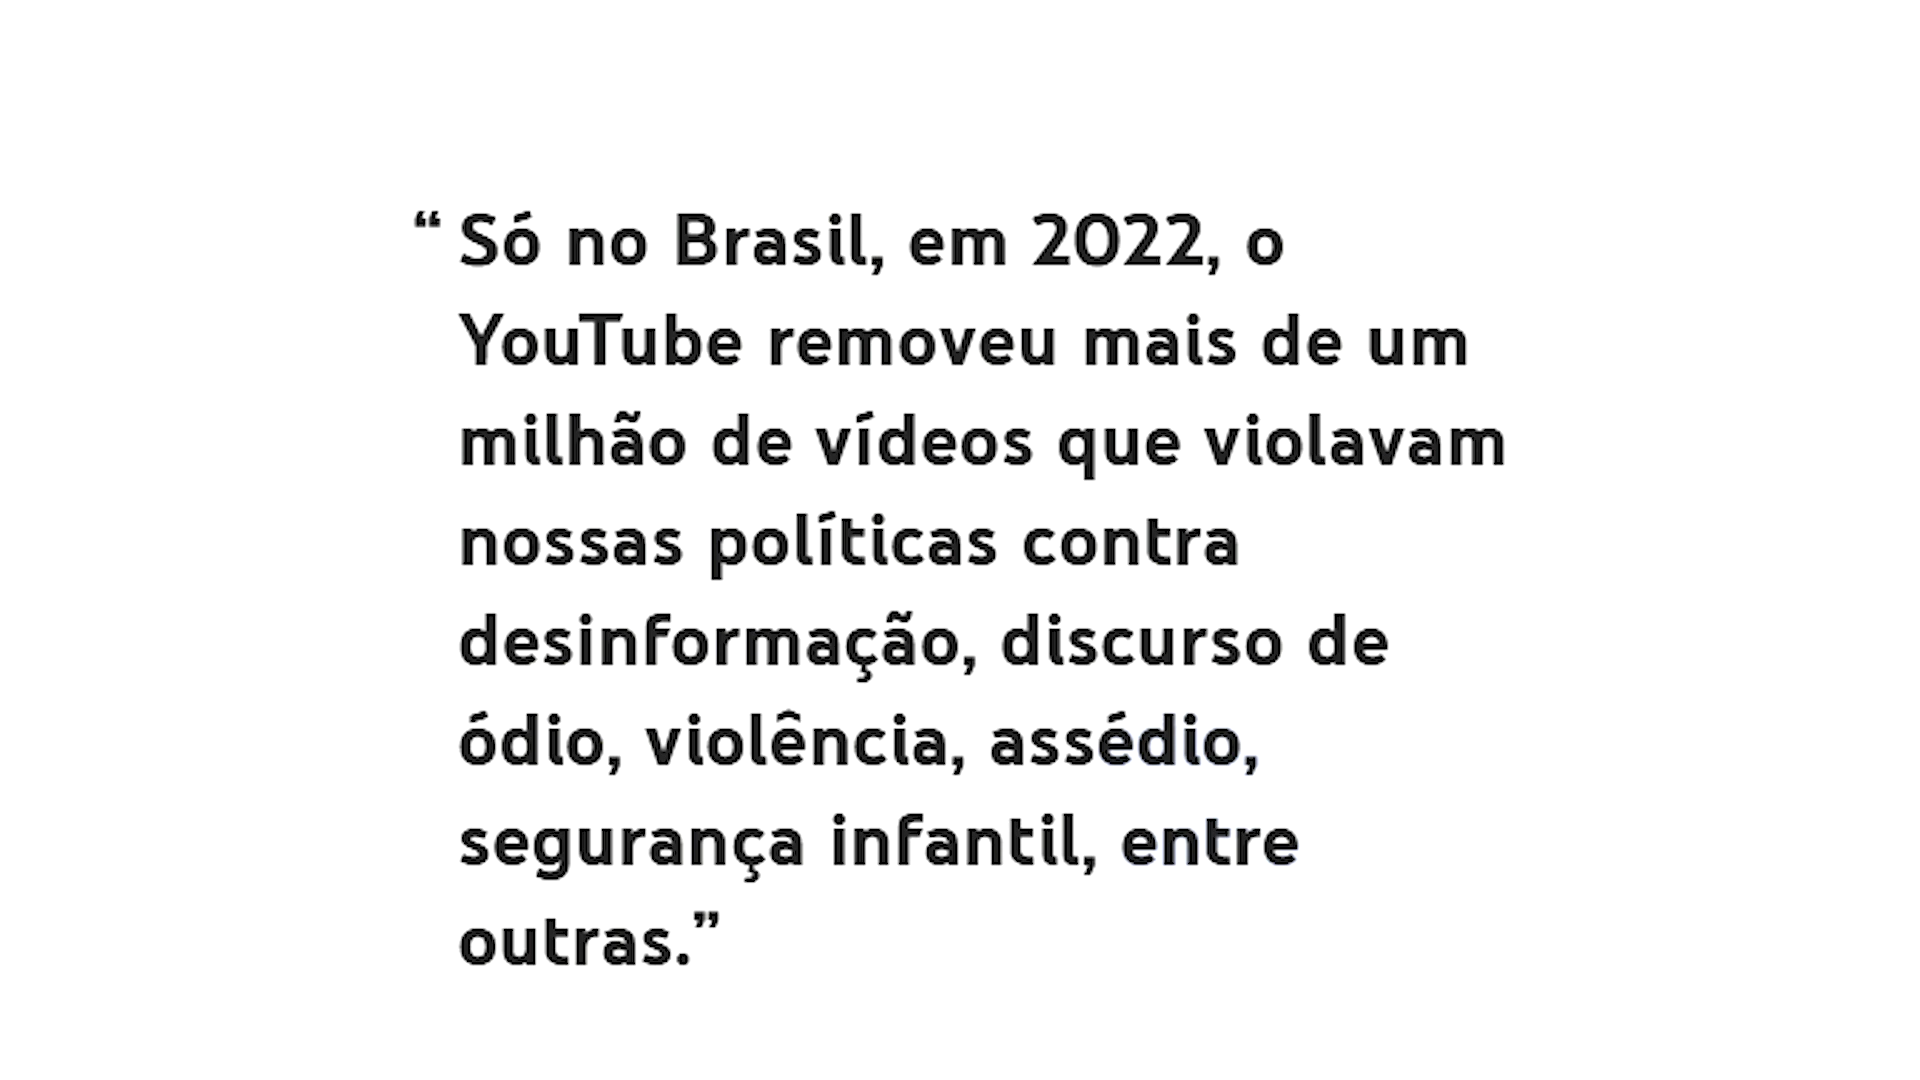 “Só no Brasil, em 2022, o
YouTube removeu mais de um
milhão de vídeos que violavam
nossas políticas contra
desinformação, discurso de
ódio, violência, assédio,
segurança infantil, entre
outras.”